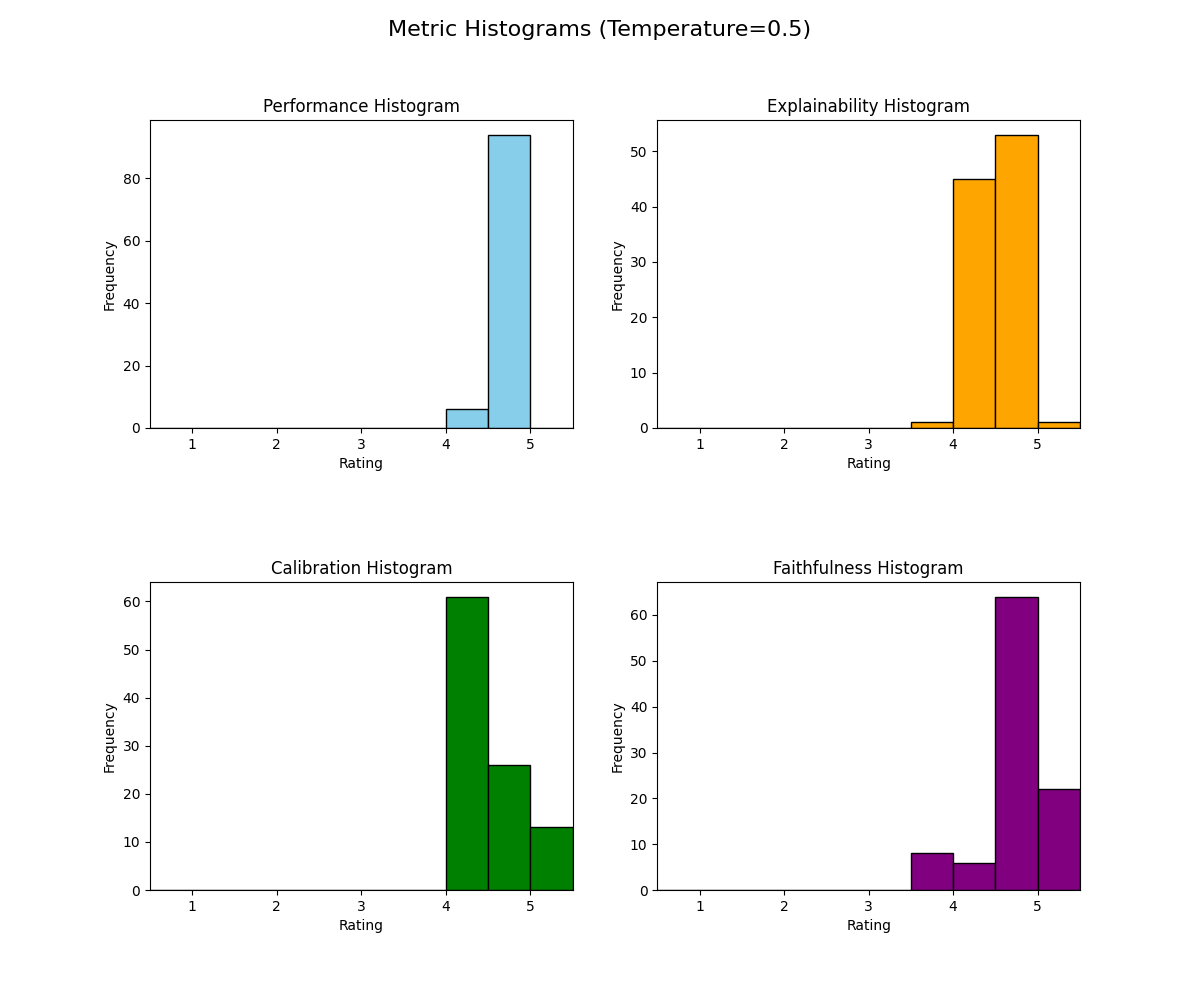 Metric Histograms (Temperature=0.5)
Performance Histogram
80
60
40
20
0
Frequency
1 2 3 4 5
Rating
Explainability Histogram
50
40
30
20
10
0
Frequency
1 2 3 4 5
Rating
Calibration Histogram
60
50
40
30
20
10
0
Frequency
1 2 3 4 5
Rating
Faithfulness Histogram
60
50
40
30
20
10
0
Frequency
1 2 3 4 5
Rating